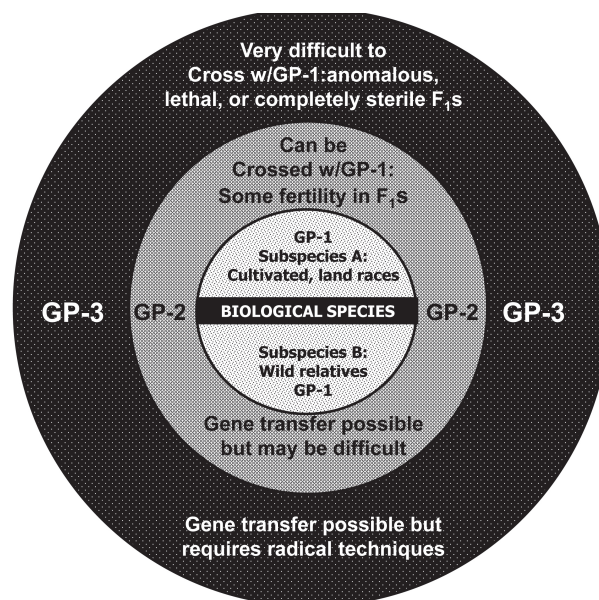 Very difficult to
Cross w/GP-1:anomalous,
lethal, or completely sterile F₁s
Can be
Crossed w/GP-1:
Some fertility in F₁s
GP-1
Subspecies A:
Cultivated, land races
GP-3
GP-2
BIOLOGICAL SPECIES
GP-2
GP-3
Subspecies B:
Wild relatives
GP-1
Gene transfer possible
but may be difficult
Gene transfer possible but
requires radical techniques